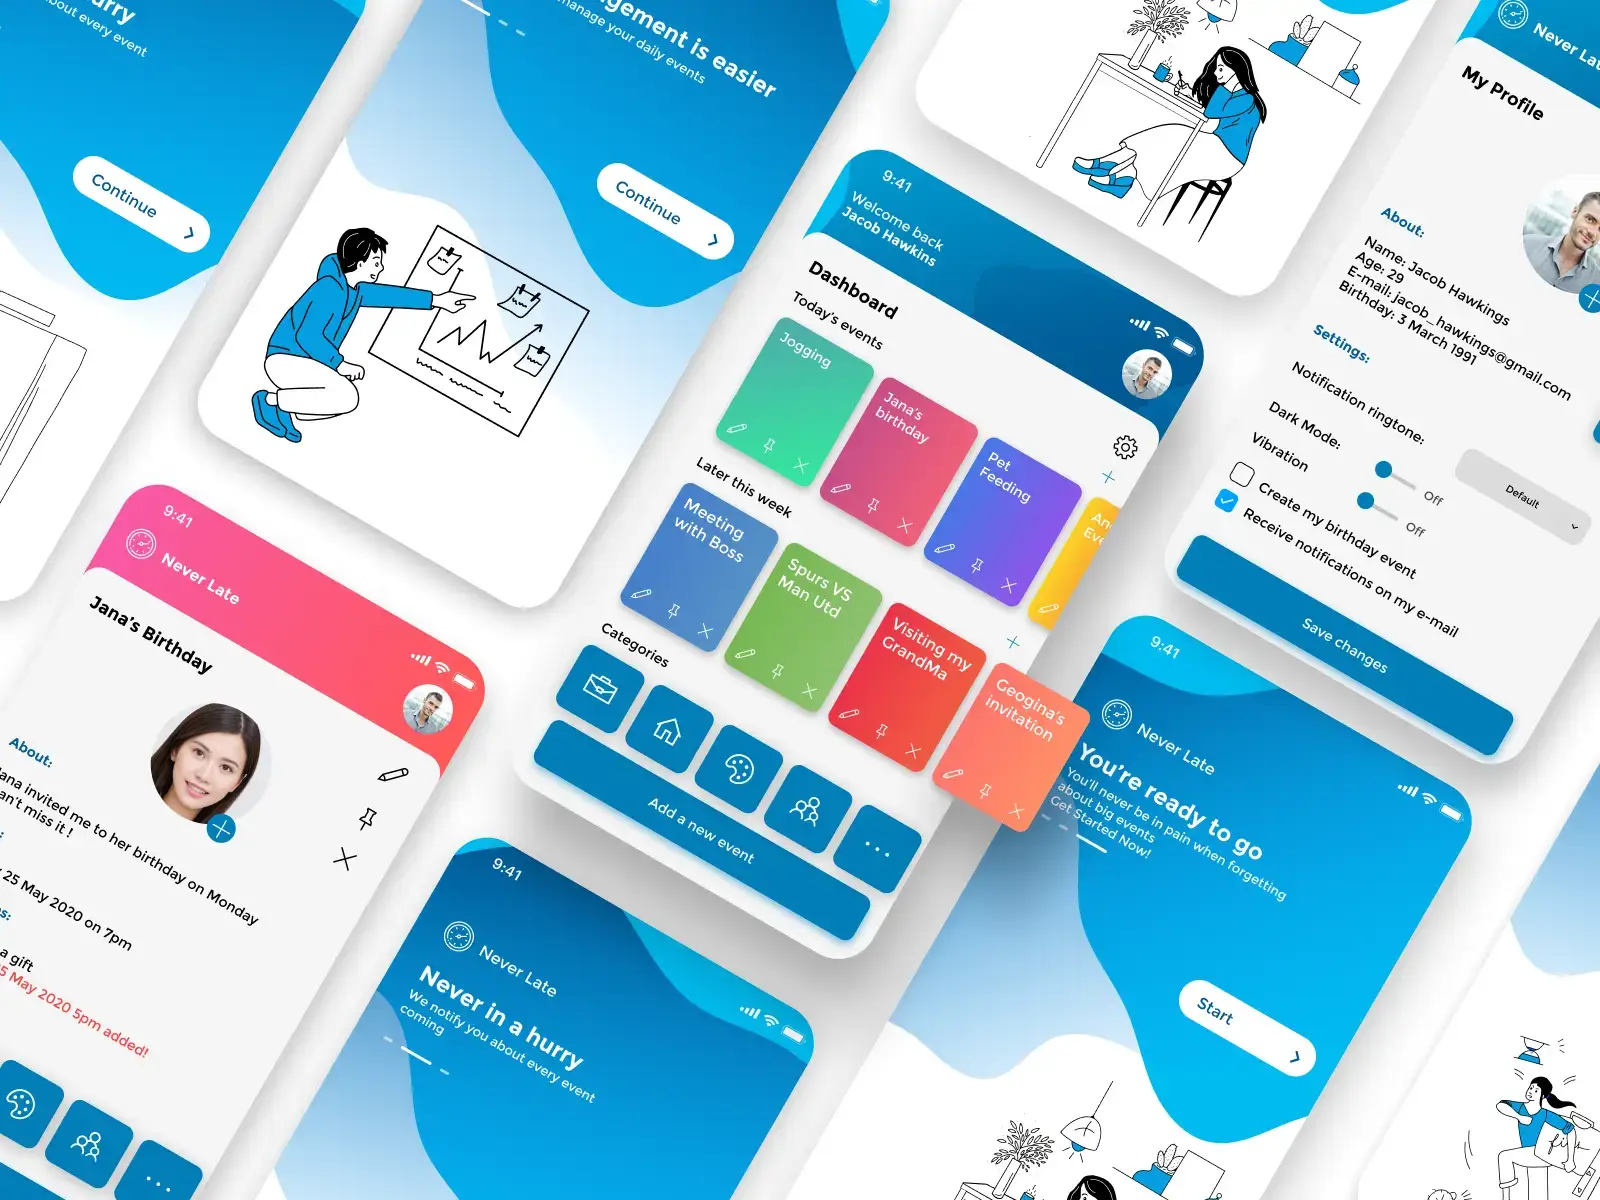 urry
about every event
Continue
gement is easier
manage your daily events
Continue
9:41
Welcome back
Jacob Hawkins
Dashboard
Today's events
Jogging
Jana's
birthday
Pet
Feeding
Later this week
Meeting
with Boss
Spurs VS
Man Utd
Visiting my
GrandMa
Geogina's
invitation
Categories
Add a new event
Never
My Profile
About:
Name: Jacob Hawkings
Age: 29
E-mail: jacob_hawkings@gmail.com
Birthday: 3 March 1991
Settings:
Notification ringtone:
Default
Dark Mode:
Off
Vibration
Off
Create my birthday event
Receive notifications on my e-mail
Save changes
9:41
Never Late
Jana's Birthday
About:
ana invited me to her birthday on Monday
an't miss it !
25 May 2020 on 7pm
es:
a gift
5 May 2020 5pm added!
9:41
Never Late
Never in a hurry
We notify you about every event
coming
9:41
Never Late
You're ready to go
You'll never be in pain when forgetting
about big events
Get Started Now!
Start